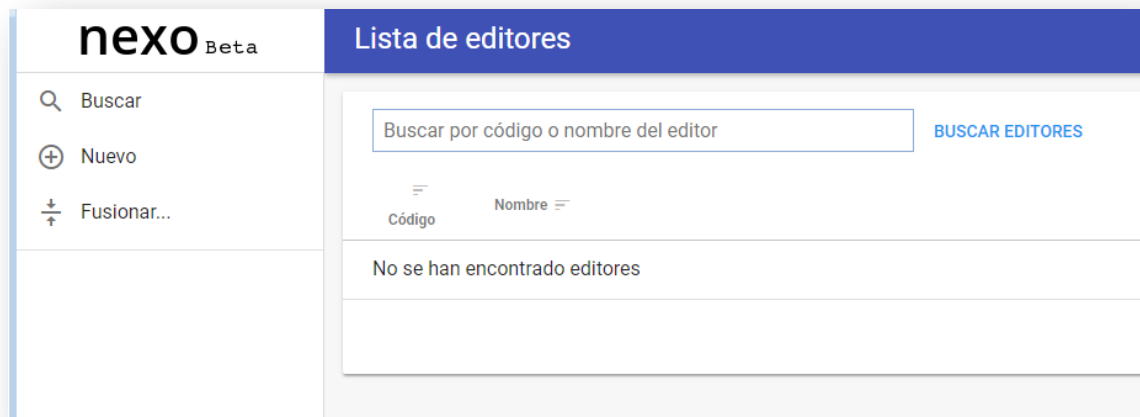 nexo Beta
Lista de editores
Buscar
Nuevo
Fusionar...
Buscar por código o nombre del editor
BUSCAR EDITORES
Código
Nombre
No se han encontrado editores